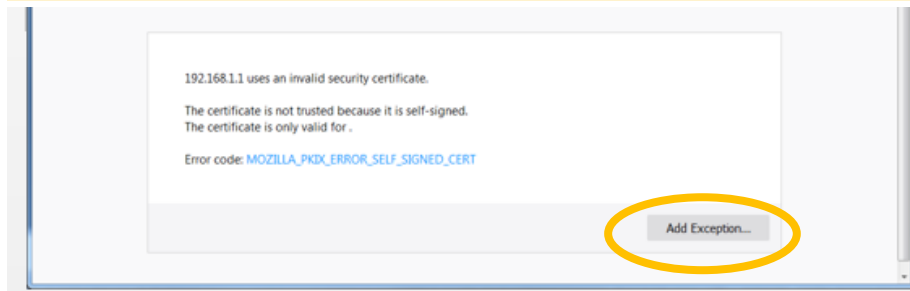 192.168.1.1 uses an invalid security certificate.
The certificate is not trusted because it is self-signed.
The certificate is only valid for .
Error code: MOZILLA_PKIX_ERROR_SELF_SIGNED_CERT
Add Exception...